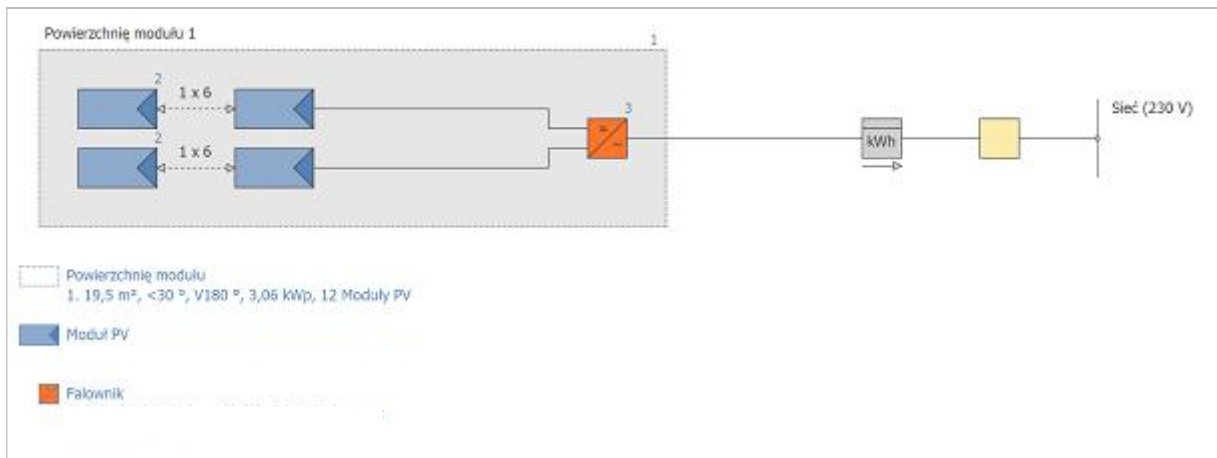 Powierzchnię modułu 1
1
2
1 x 6
2
1 x 6
3
=
~
kWh
Sieć (230 V)
Powierzchnię modułu
1. 19,5 m², <30 °, V180 °, 3,06 kWp, 12 Moduły PV
Moduł PV
Falownik